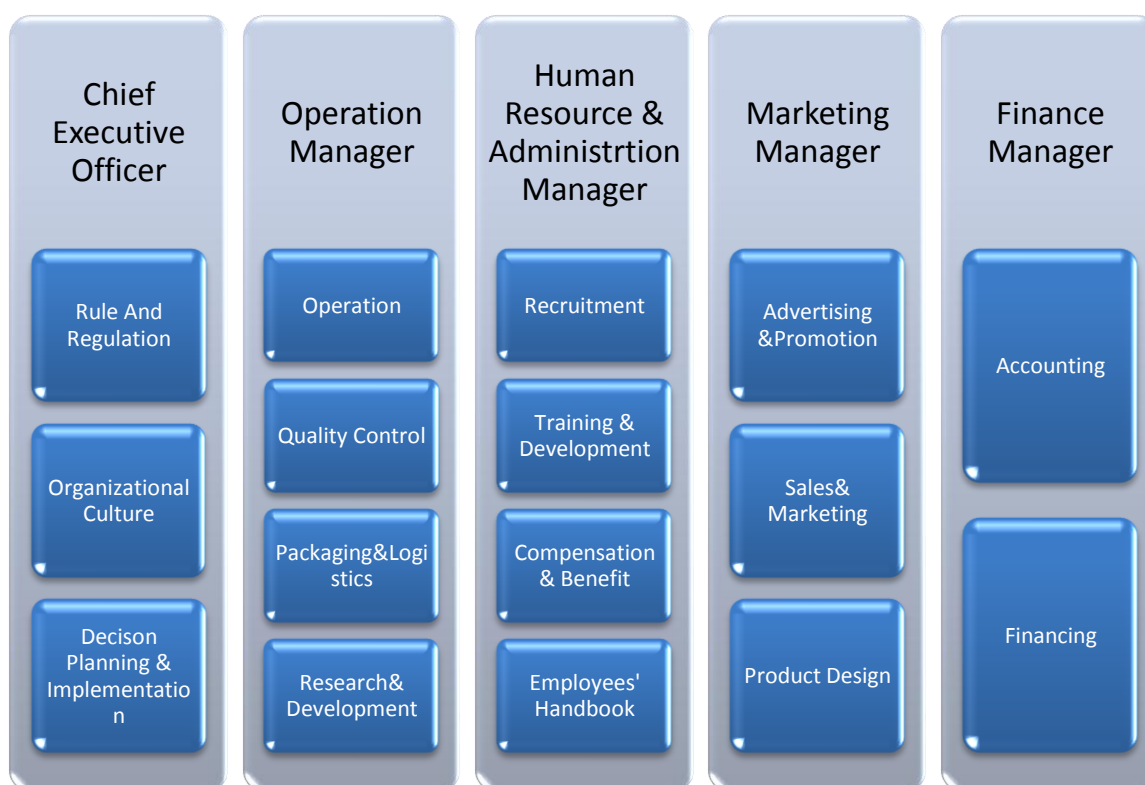 Chief
Executive
Officer
Rule And
Regulation
Organizational
Culture
Decison
Planning &
Implementatio
n
Operation
Manager
Operation
Quality Control
Packaging&Logi
stics
Research&
Development
Human
Resource &
Administrtion
Manager
Recruitment
Training &
Development
Compensation
& Benefit
Employees'
Handbook
Marketing
Manager
Advertising
&Promotion
Sales&
Marketing
Product Design
Finance
Manager
Accounting
Financing